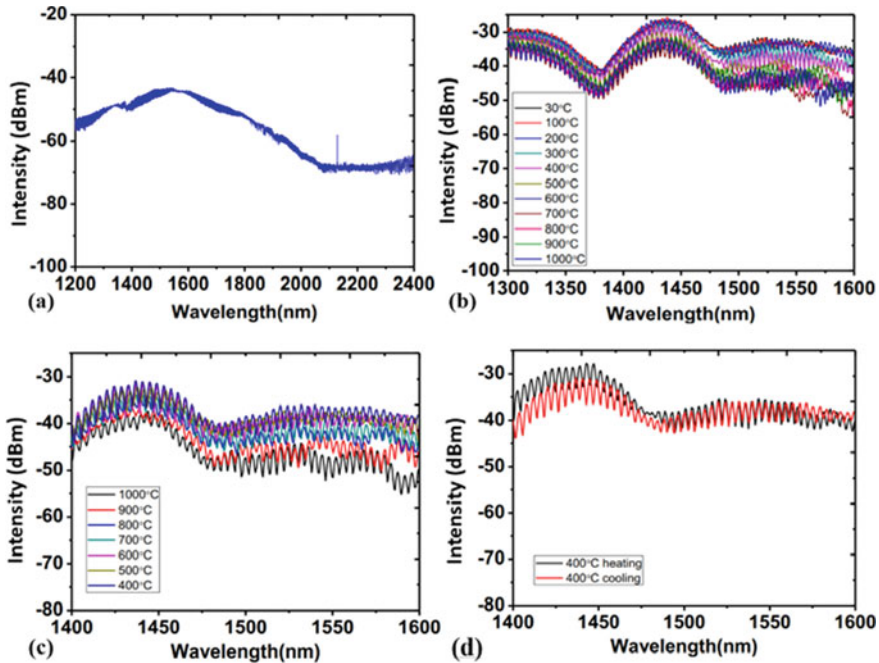 -20
-40
-60
-80
-100
Intensity (dBm)
1200 1400 1600 1800 2000 2200 2400
Wavelength(nm)
(a)
-30
-40
-50
-60
-70
-80
-90
-100
Intensity (dBm)
30°C
100°C
200°C
300°C
400°C
500°C
600°C
700°C
800°C
900°C
1000°C
1300 1350 1400 1450 1500 1550 1600
Wavelength(nm)
(b)
-30
-40
-50
-60
-70
-80
Intensity (dBm)
1000°C
900°C
800°C
700°C
600°C
500°C
400°C
1400 1450 1500 1550 1600
Wavelength(nm)
(c)
-30
-40
-50
-60
-70
-80
Intensity (dBm)
400°C heating
400°C cooling
1400 1450 1500 1550 1600
Wavelength(nm)
(d)